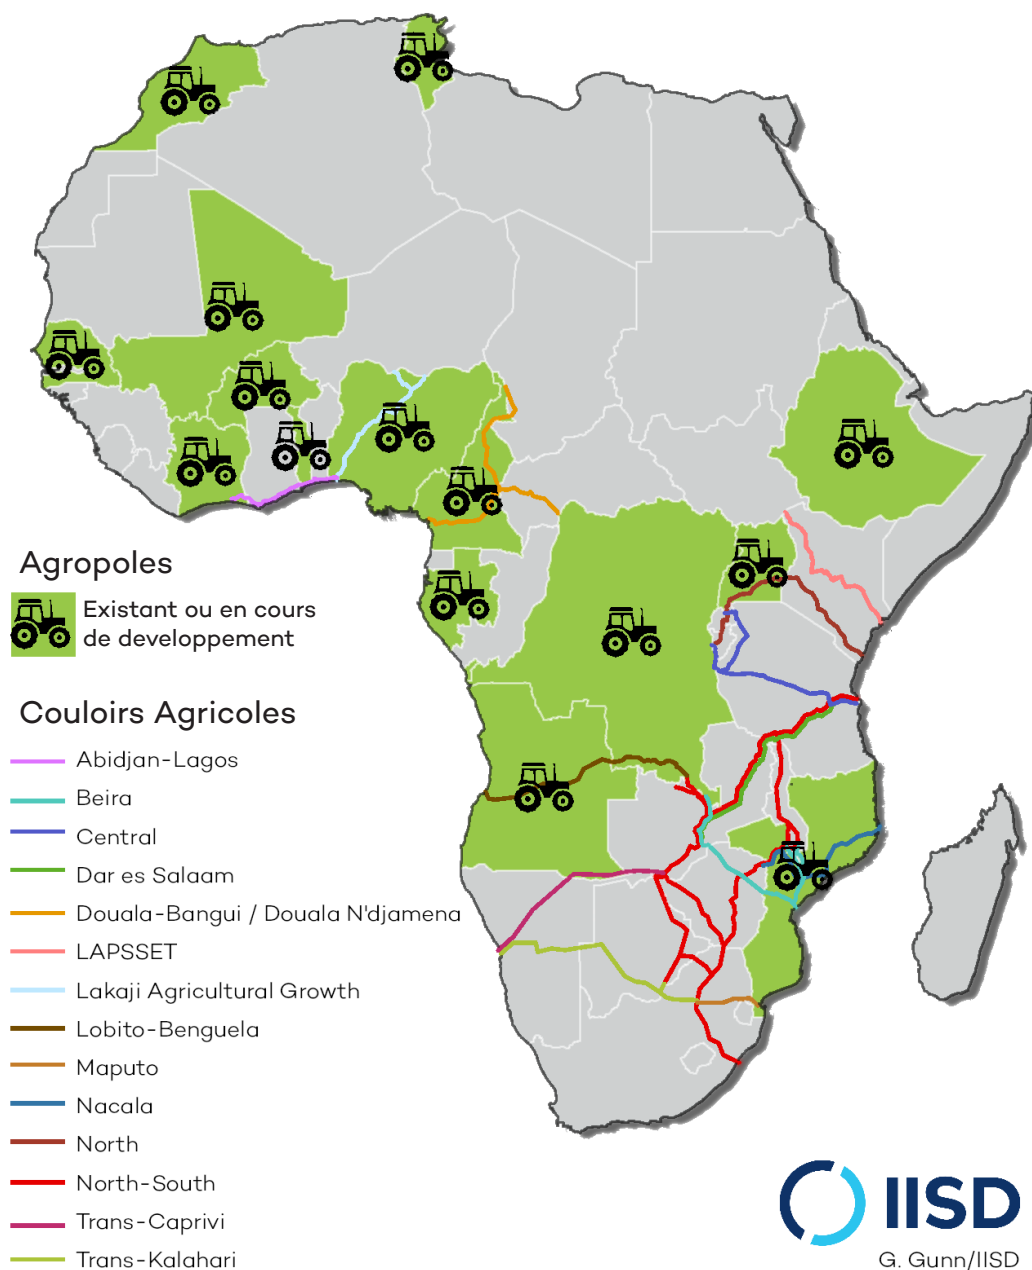 Agropoles
Existant ou en cours
de developpement
Couloirs Agricoles
Abidjan-Lagos
Beira
Central
Dar es Salaam
Douala-Bangui / Douala N'djamena
LAPSSET
Lakaji Agricultural Growth
Lobito-Benguela
Maputo
Nacala
North
North-South
Trans-Caprivi
Trans-Kalahari
IISD
G. Gunn/IISD